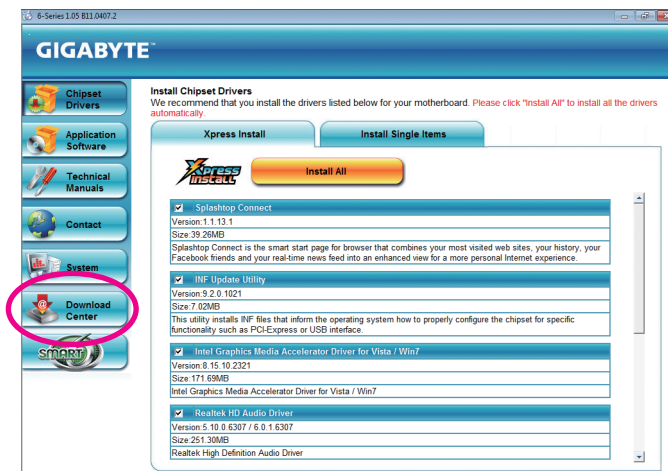 6-Series 1.05 B11.0407.2
GIGABYTE™
Chipset
Drivers
Application
Software
Technical
Manuals
Contact
System
Download
Center
SMART
Install Chipset Drivers
We recommend that you install the drivers listed below for your motherboard. Please click "Install All" to install all the drivers
automatically.
Xpress Install
Install Single Items
Xpress
INSTALL
Install All
Splashtop Connect
Version:1.1.13.1
Size:39.26MB
Splashtop Connect is the smart start page for browser that combines your most visited web sites, your history, your
Facebook friends and your real-time news feed into an enhanced view for a more personal Internet experience.
INF Update Utility
Version:9.2.0.1021
Size:7.02MB
This utility installs INF files that inform the operating system how to properly configure the chipset for specific
functionality such as PCI-Express or USB interface.
Intel Graphics Media Accelerator Driver for Vista / Win7
Version:8.15.10.2321
Size:171.69MB
Intel Graphics Media Accelerator Driver for Vista / Win7
Realtek HD Audio Driver
Version:5.10.0.6307 / 6.0.1.6307
Size:251.30MB
Realtek High Definition Audio Driver